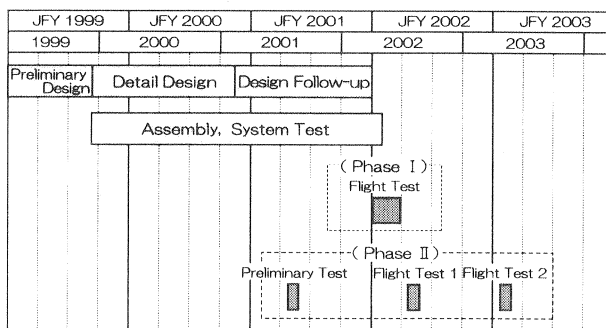 JFY 1999 JFY 2000 JFY 2001 JFY 2002 JFY 2003
1999 2000 2001 2002 2003
Preliminary
Design
Detail Design
Design Follow-up
Assembly, System Test
( Phase Ⅰ)
Flight Test
( Phase Ⅱ)
Preliminary Test
Flight Test 1
Flight Test 2